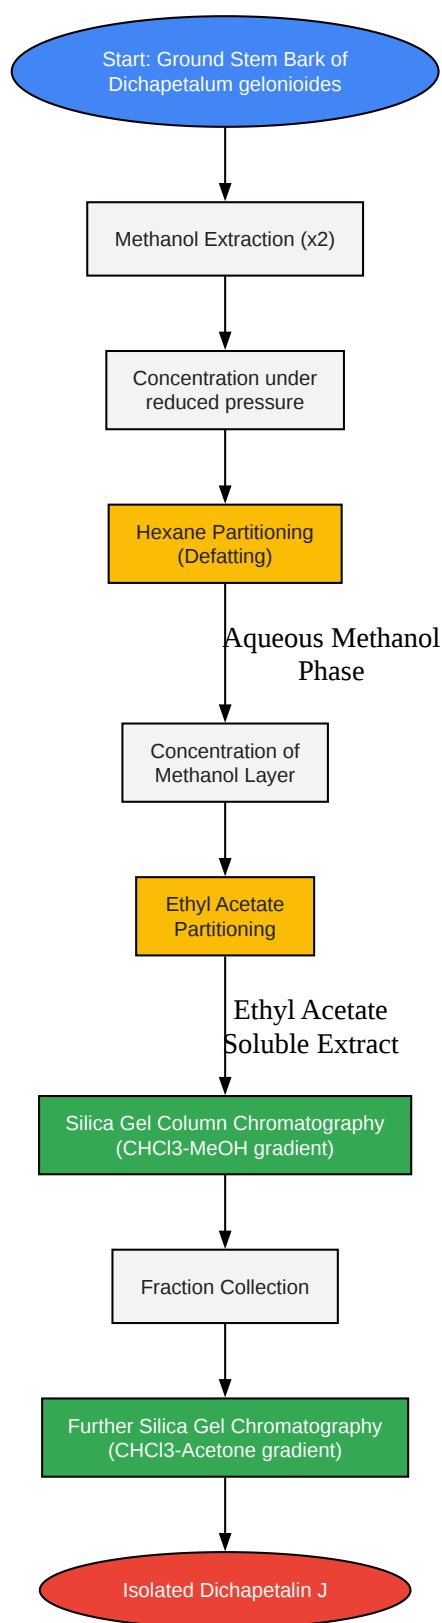 Start: Ground Stem Bark of
Dichapetalum gelonioides
Methanol Extraction (x2)
Concentration under
reduced pressure
Hexane Partitioning
(Defatting)
Aqueous Methanol
Phase
Concentration of
Methanol Layer
Ethyl Acetate
Partitioning
Ethyl Acetate
Soluble Extract
Silica Gel Column Chromatography
(CHCl3-MeOH gradient)
Fraction Collection
Further Silica Gel Chromatography
(CHCl3-Acetone gradient)
Isolated Dichapetalin J